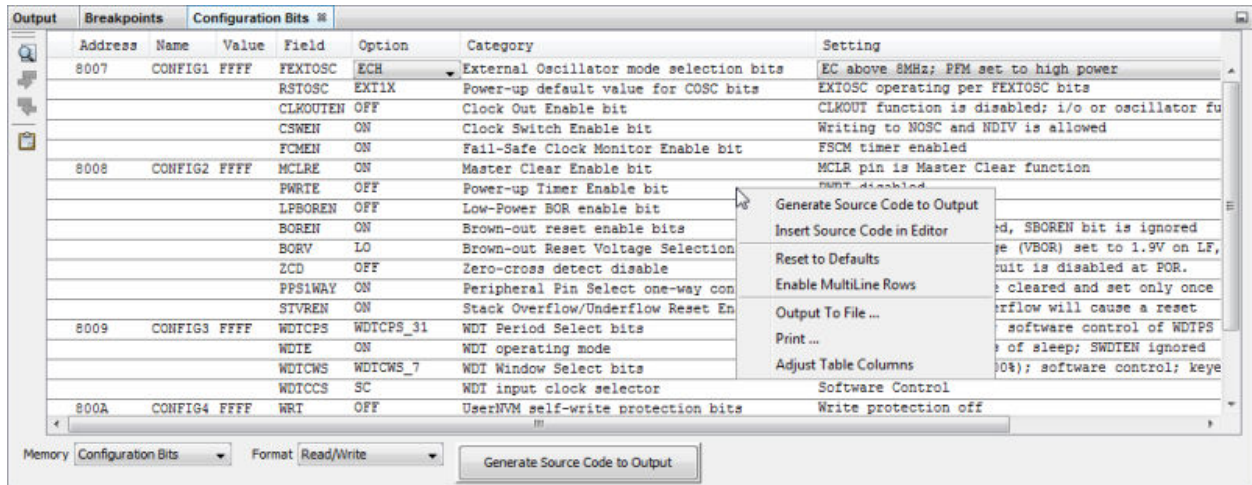 Output Breakpoints Configuration Bits
Address Name Value Field Option Category Setting
8007 CONFIG1 FFFF FEXTOSC ECH External Oscillator mode selection bits EC above 8MHz; PFM set to high power
RSTOSC EXT1X Power-up default value for COSC bits EXTOSC operating per FEXTOSC bits
CLKOUTEN OFF Clock Out Enable bit CLKOUT function is disabled; i/o or oscillator fu
CSWEN ON Clock Switch Enable bit Writing to NOSC and NDIV is allowed
FCMEN ON Fail-Safe Clock Monitor Enable bit FSCM timer enabled
8008 CONFIG2 FFFF MCLRE ON Master Clear Enable bit MCLR pin is Master Clear function
PWRTE OFF Power-up Timer Enable bit PWRT disabled
LPBOREN OFF Low-Power BOR enable bit
BOREN ON Brown-out reset enable bits ed, SBOREN bit is ignored
BORV LO Brown-out Reset Voltage Selection ge (VBOR) set to 1.9V on LF,
ZCD OFF Zero-cross detect disable cuit is disabled at POR.
PPS1WAY ON Peripheral Pin Select one-way con cleared and set only once
STVREN ON Stack Overflow/Underflow Reset En erflow will cause a reset
8009 CONFIG3 FFFF WDTCPS WDTCPS_31 WDT Period Select bits software control of WDTPS
WDTE ON WDT operating mode of sleep; SWDTEN ignored
WDTCWS WDTCWS_7 WDT Window Select bits 00%); software control; keye
WDTCCS SC WDT input clock selector Software Control
800A CONFIG4 FFFF WRT OFF UserNVM self-write protection bits Write protection off
Generate Source Code to Output
Insert Source Code in Editor
Reset to Defaults
Enable MultiLine Rows
Output To File ...
Print ...
Adjust Table Columns
Memory Configuration Bits Format Read/Write Generate Source Code to Output